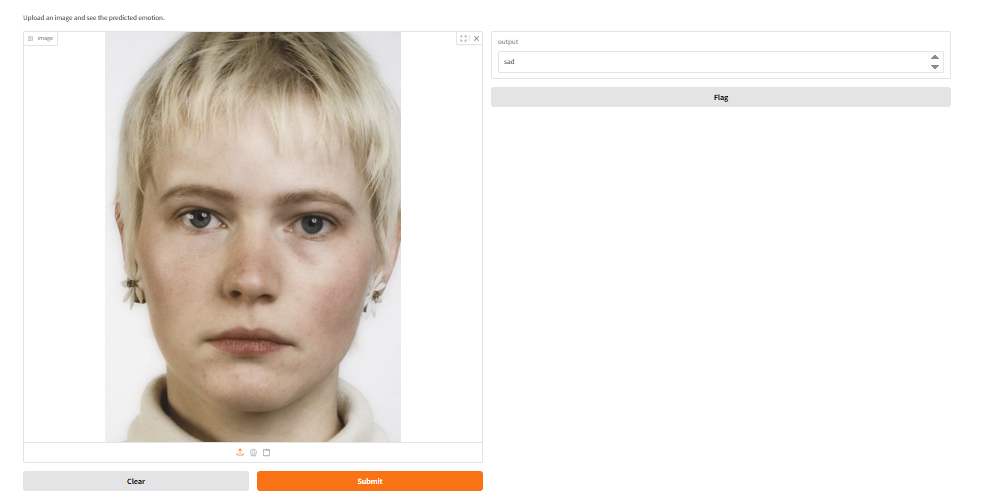 Upload an image and see the predicted emotion.
image
output
sad
Flag
Clear
Submit